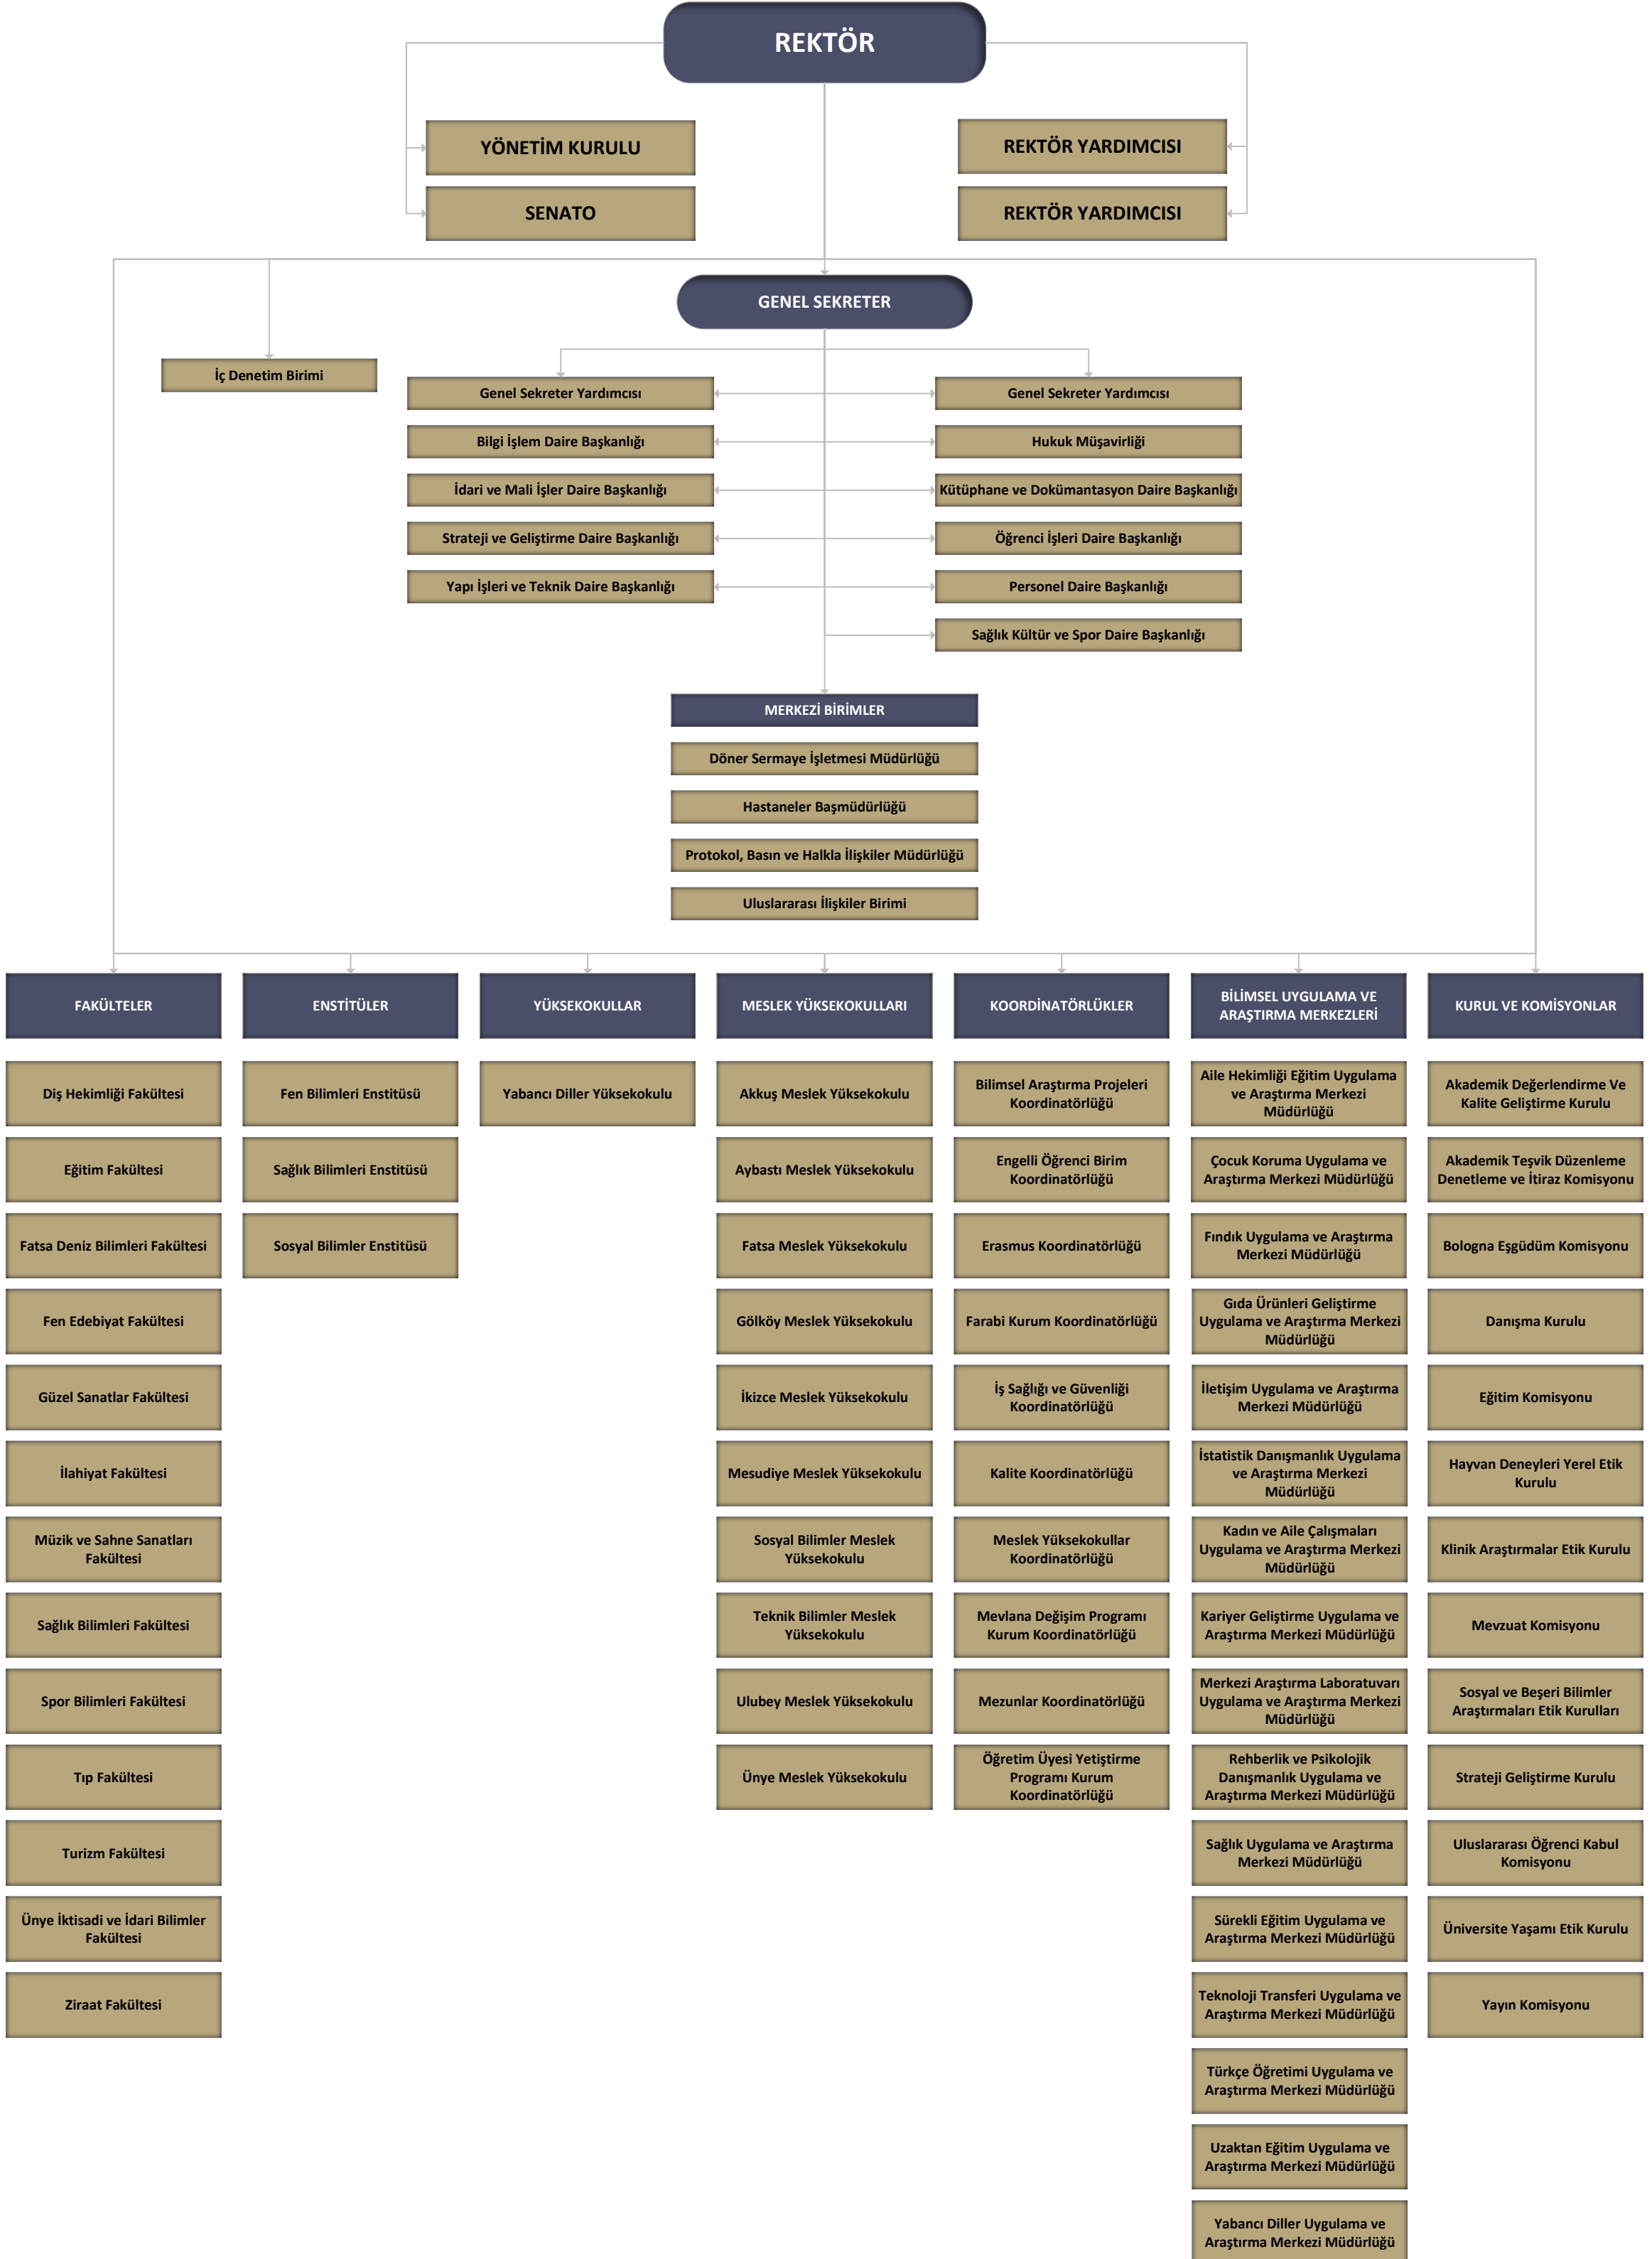 REKTÖR
YÖNETİM KURULU
REKTÖR YARDIMCISI
SENATO
REKTÖR YARDIMCISI
GENEL SEKRETER
İç Denetim Birimi
Genel Sekreter Yardımcısı
Genel Sekreter Yardımcısı
Bilgi İşlem Daire Başkanlığı
Hukuk Müşavirliği
İdari ve Mali İşler Daire Başkanlığı
Kütüphane ve Dokümantasyon Daire Başkanlığı
Strateji ve Geliştirme Daire Başkanlığı
Öğrenci İşleri Daire Başkanlığı
Yapı İşleri ve Teknik Daire Başkanlığı
Personel Daire Başkanlığı
Sağlık Kültür ve Spor Daire Başkanlığı
MERKEZİ BİRİMLER
Döner Sermaye İşletmesi Müdürlüğü
Hastaneler Başmüdürlüğü
Protokol, Basın ve Halkla İlişkiler Müdürlüğü
Uluslararası İlişkiler Birimi
FAKÜLTELER
Diş Hekimliği Fakültesi
Eğitim Fakültesi
Fatsa Deniz Bilimleri Fakültesi
Fen Edebiyat Fakültesi
Güzel Sanatlar Fakültesi
İlahiyat Fakültesi
Müzik ve Sahne Sanatları
Fakültesi
Sağlık Bilimleri Fakültesi
Spor Bilimleri Fakültesi
Tıp Fakültesi
Turizm Fakültesi
Ünye İktisadi ve İdari Bilimler
Fakültesi
Ziraat Fakültesi
ENSTİTÜLER
Fen Bilimleri Enstitüsü
Sağlık Bilimleri Enstitüsü
Sosyal Bilimler Enstitüsü
YÜKSEKOKULLAR
Yabancı Diller Yüksekokulu
MESLEK YÜKSEKOKULLARI
Akkuş Meslek Yüksekokulu
Aybastı Meslek Yüksekokulu
Fatsa Meslek Yüksekokulu
Gölköy Meslek Yüksekokulu
İkizce Meslek Yüksekokulu
Mesudiye Meslek Yüksekokulu
Sosyal Bilimler Meslek
Yüksekokulu
Teknik Bilimler Meslek
Yüksekokulu
Ulubey Meslek Yüksekokulu
Ünye Meslek Yüksekokulu
KOORDİNATÖRLÜKLER
Bilimsel Araştırma Projeleri
Koordinatörlüğü
Engelli Öğrenci Birim
Koordinatörlüğü
Erasmus Koordinatörlüğü
Farabi Kurum Koordinatörlüğü
İş Sağlığı ve Güvenliği
Koordinatörlüğü
Kalite Koordinatörlüğü
Meslek Yüksekokullar
Koordinatörlüğü
Mevlana Değişim Programı
Kurum Koordinatörlüğü
Mezunlar Koordinatörlüğü
Öğretim Üyesi Yetiştirme
Programı Kurum
Koordinatörlüğü
BİLİMSEL UYGULAMA VE
ARAŞTIRMA MERKEZLERİ
Aile Hekimliği Eğitim Uygulama
ve Araştırma Merkezi
Müdürlüğü
Çocuk Koruma Uygulama ve
Araştırma Merkezi Müdürlüğü
Fındık Uygulama ve Araştırma
Merkezi Müdürlüğü
Gıda Ürünleri Geliştirme
Uygulama ve Araştırma Merkezi
Müdürlüğü
İletişim Uygulama ve Araştırma
Merkezi Müdürlüğü
İstatistik Danışmanlık Uygulama
ve Araştırma Merkezi
Müdürlüğü
Kadın ve Aile Çalışmaları
Uygulama ve Araştırma Merkezi
Müdürlüğü
Kariyer Geliştirme Uygulama ve
Araştırma Merkezi Müdürlüğü
Merkezi Araştırma Laboratuvarı
Uygulama ve Araştırma Merkezi
Müdürlüğü
Rehberlik ve Psikolojik
Danışmanlık Uygulama ve
Araştırma Merkezi Müdürlüğü
Sağlık Uygulama ve Araştırma
Merkezi Müdürlüğü
Sürekli Eğitim Uygulama ve
Araştırma Merkezi Müdürlüğü
Teknoloji Transferi Uygulama ve
Araştırma Merkezi Müdürlüğü
Türkçe Öğretimi Uygulama ve
Araştırma Merkezi Müdürlüğü
Uzaktan Eğitim Uygulama ve
Araştırma Merkezi Müdürlüğü
Yabancı Diller Uygulama ve
Araştırma Merkezi Müdürlüğü
KURUL VE KOMİSYONLAR
Akademik Değerlendirme Ve
Kalite Geliştirme Kurulu
Akademik Teşvik Düzenleme
Denetleme ve İtiraz Komisyonu
Bologna Eşgüdüm Komisyonu
Danışma Kurulu
Eğitim Komisyonu
Hayvan Deneyleri Yerel Etik
Kurulu
Klinik Araştırmalar Etik Kurulu
Mevzuat Komisyonu
Sosyal ve Beşeri Bilimler
Araştırmaları Etik Kurulları
Strateji Geliştirme Kurulu
Uluslararası Öğrenci Kabul
Komisyonu
Üniversite Yaşamı Etik Kurulu
Yayın Komisyonu